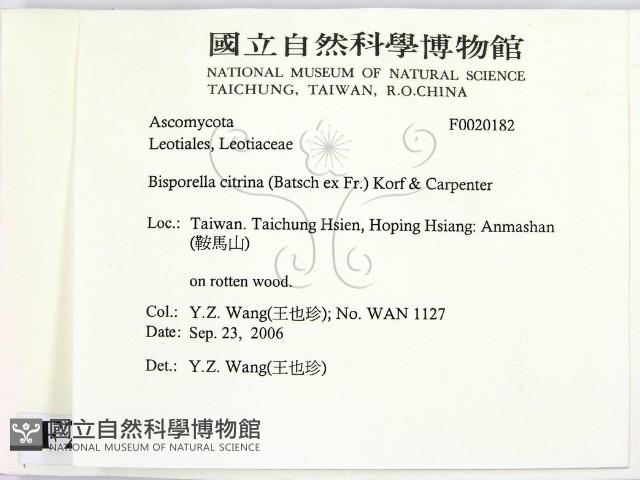 國立自然科學博物館
NATIONAL MUSEUM OF NATURAL SCIENCE
TAICHUNG, TAIWAN, R.O.CHINA
Ascomycota F0020182
Leotiales, Leotiaceae
Bisporella citrina (Batsch ex Fr.) Korf & Carpenter
Loc.: Taiwan. Taichung Hsien, Hoping Hsiang: Anmashan
(鞍馬山)
on rotten wood.
Col.: Y.Z. Wang(王也珍); No. WAN 1127
Date: Sep. 23, 2006
Det.: Y.Z. Wang(王也珍)
國立自然科學博物館
NATIONAL MUSEUM OF NATURAL SCIENCE